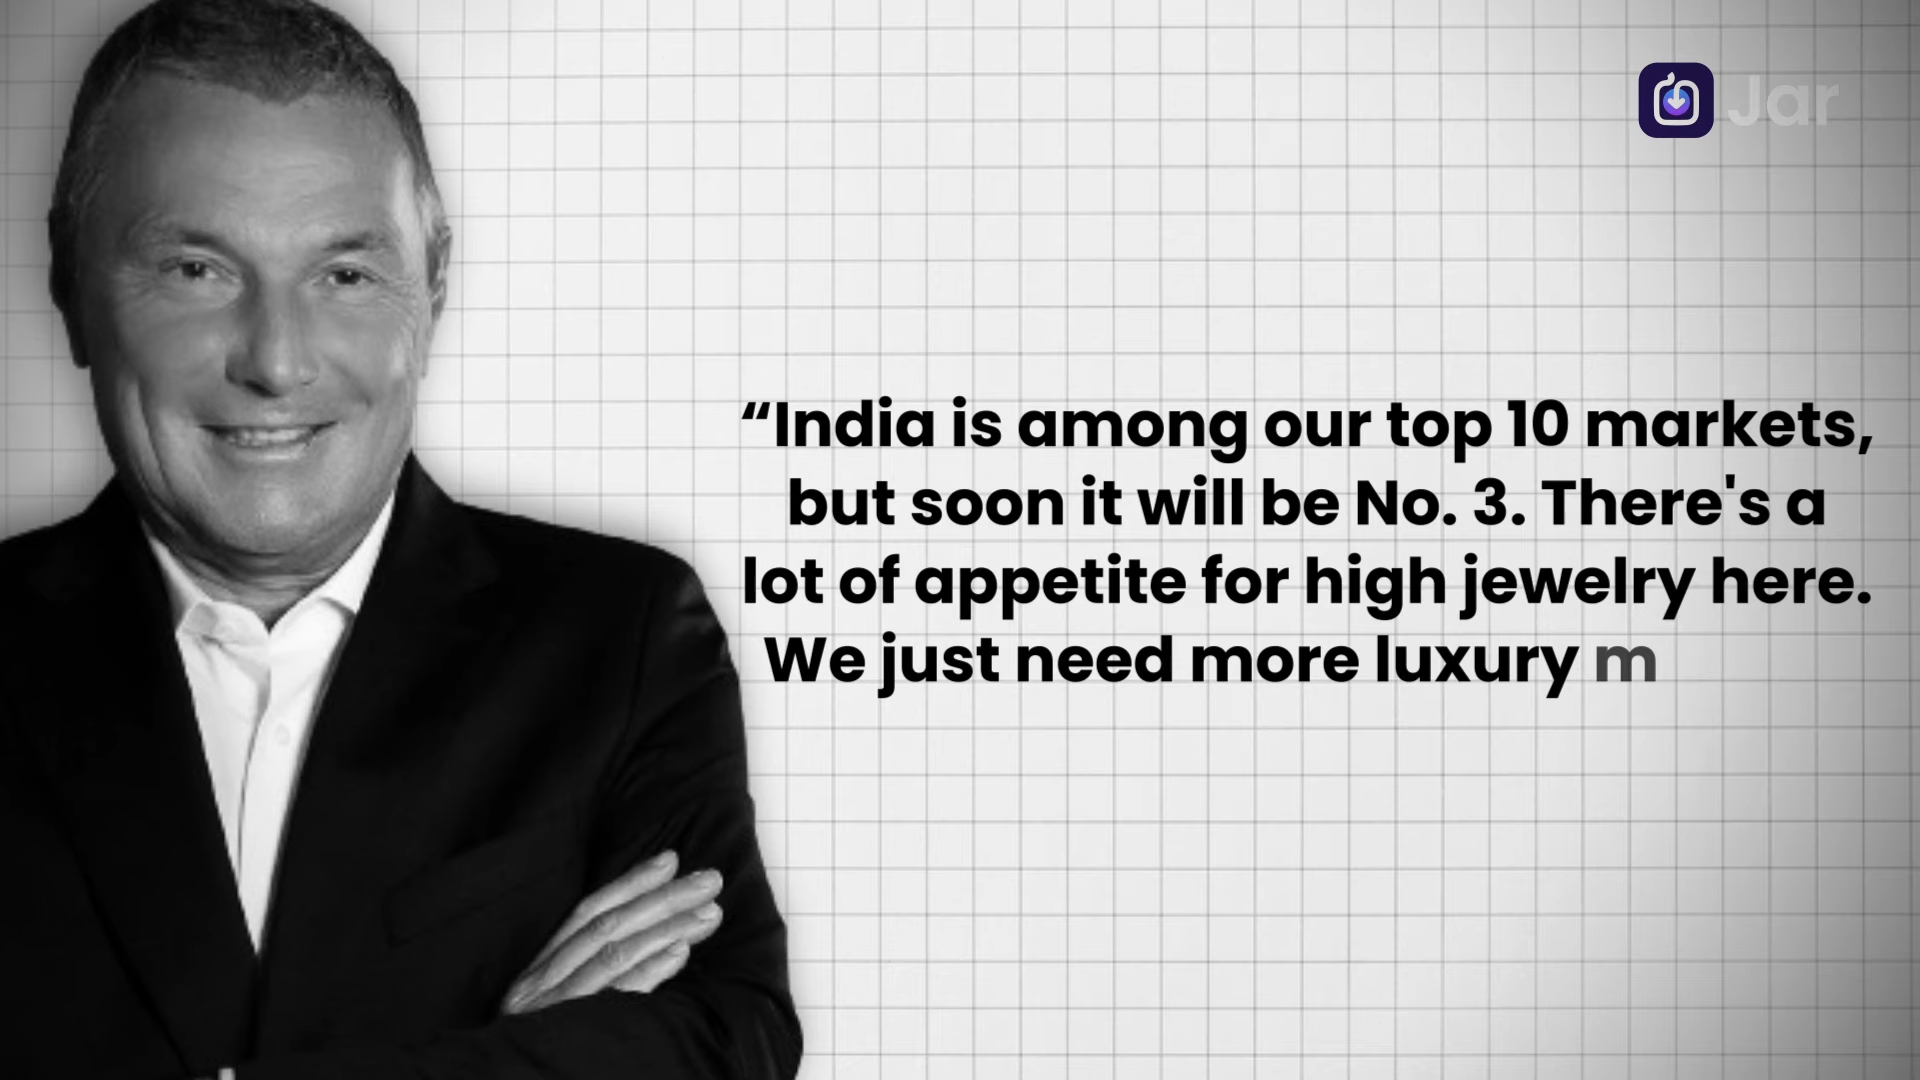 Jar
“India is among our top 10 markets,
but soon it will be No. 3. There's a
lot of appetite for high jewelry here.
We just need more luxury m